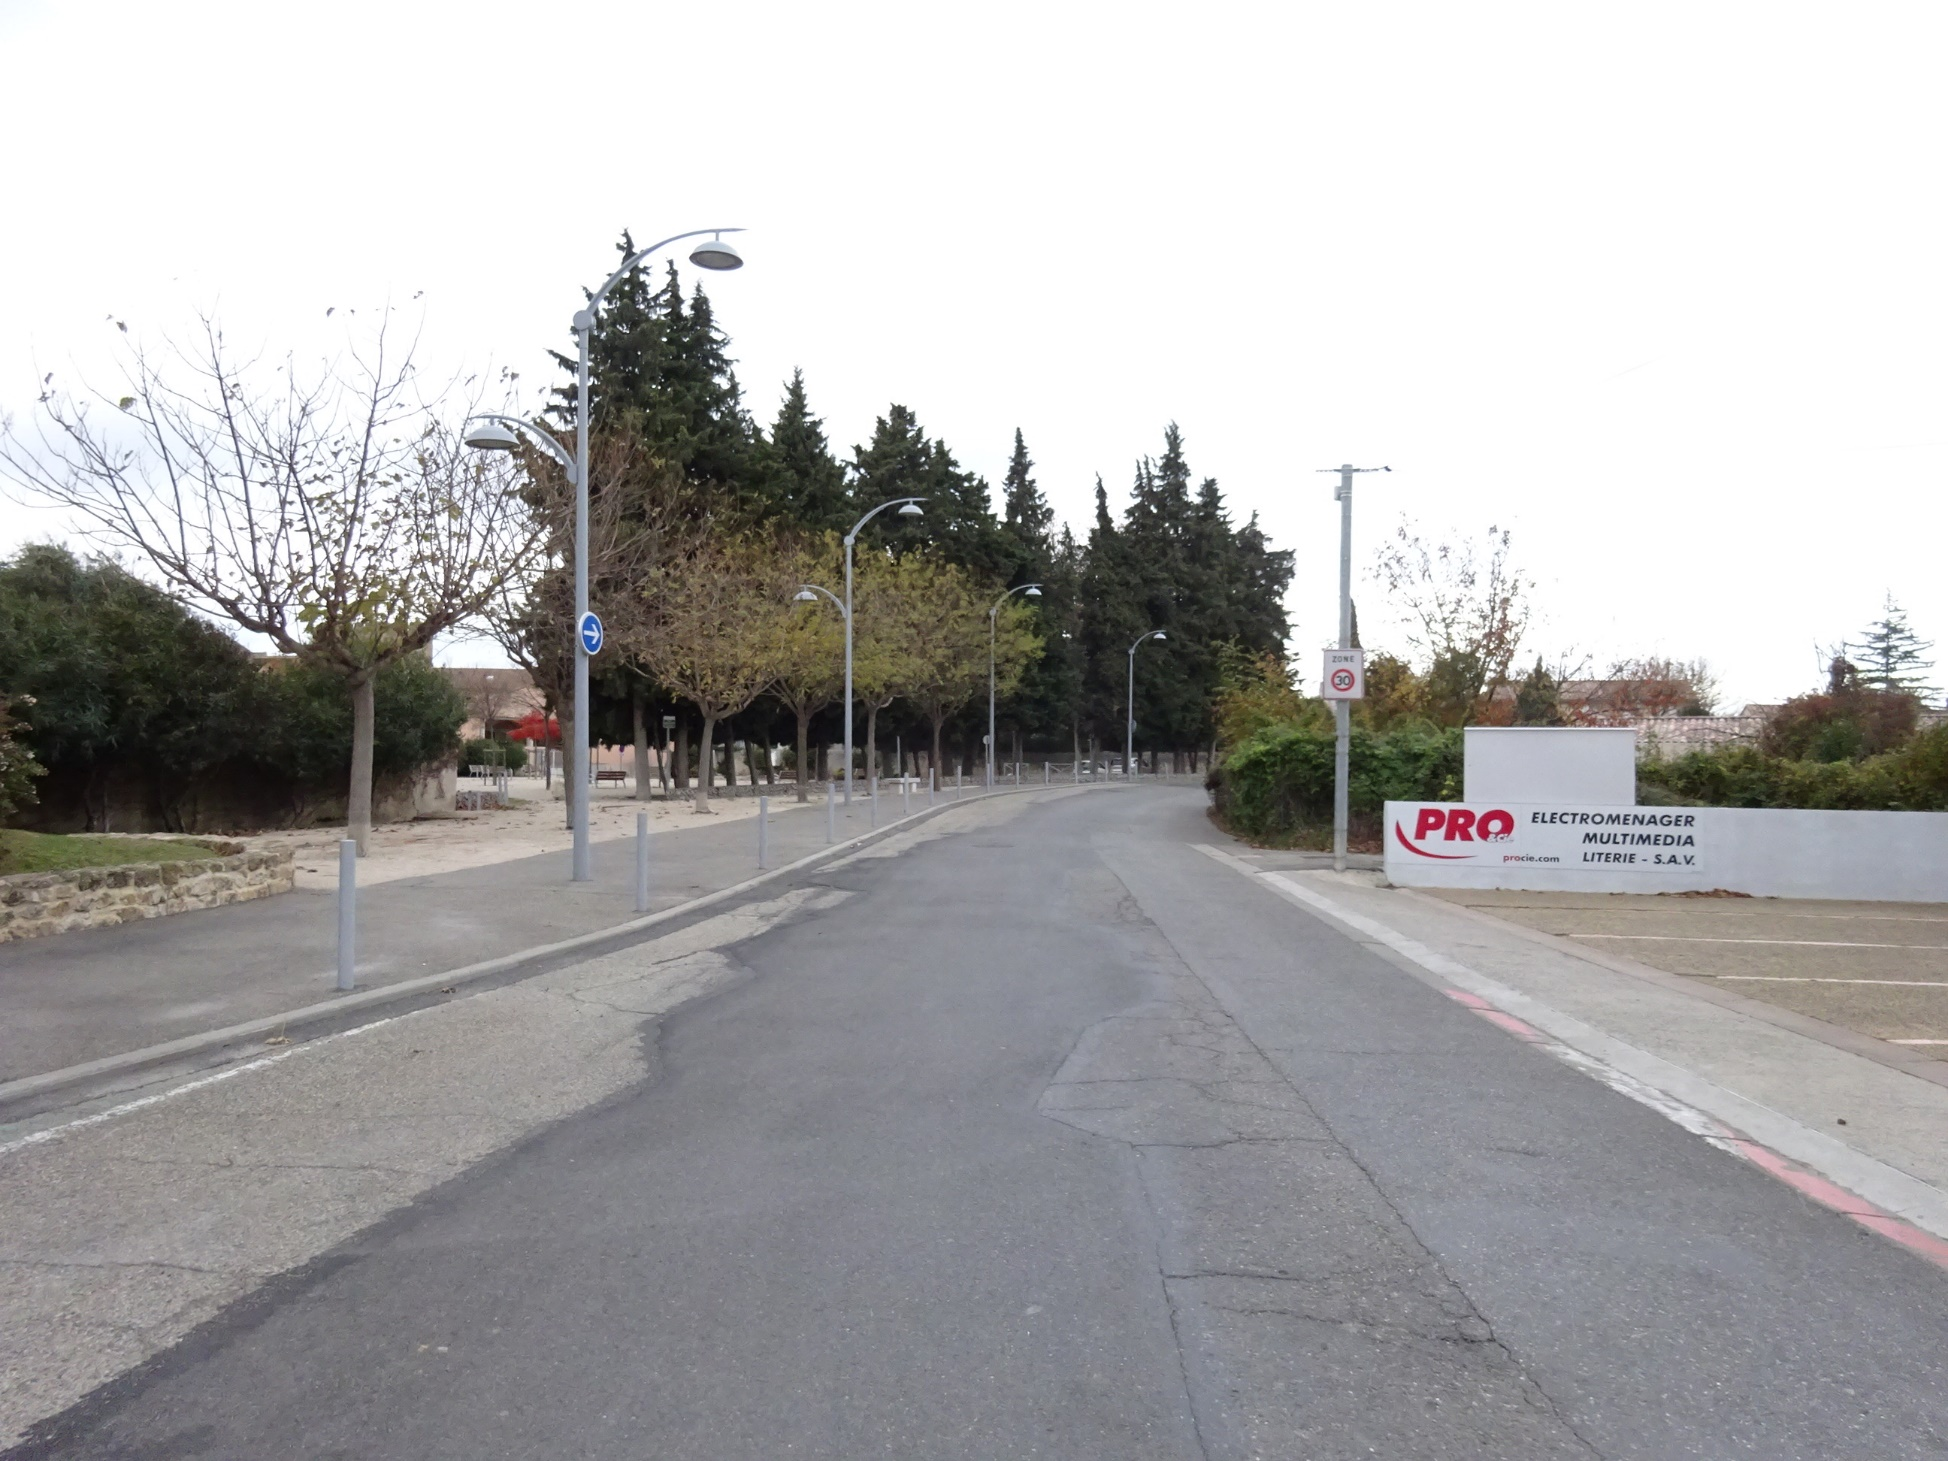 ZONE
30
PRO
&Cie
procie.com
ELECTROMENAGER
MULTIMEDIA
LITERIE - S.A.V.